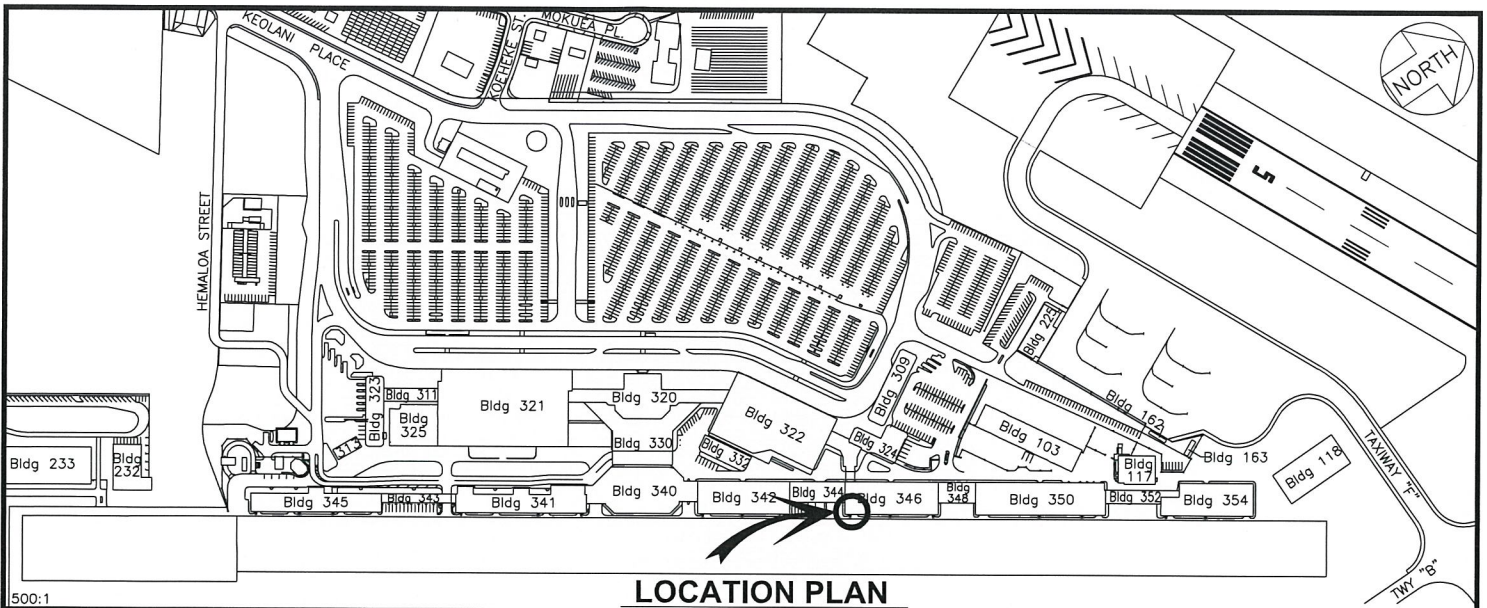 KEOLANI PLACE
KOEHEKE ST.
MOKUEA PL.
NORTH
5
HEMALOA STREET
Bldg 225
Bldg 309
Bldg 323
Bldg 311
Bldg 325
313
Bldg 321
Bldg 320
Bldg 330
Bldg 332
Bldg 322
Bldg 324
Bldg 103
Bldg 162
Bldg 163
Bldg 117
Bldg 118
TAXIWAY "F"
Bldg 233
Bldg 232
Bldg 345
Bldg 343
Bldg 341
Bldg 340
Bldg 342
Bldg 344
Bldg 346
Bldg 348
Bldg 350
Bldg 352
Bldg 354
TWY "B"
LOCATION PLAN
500:1